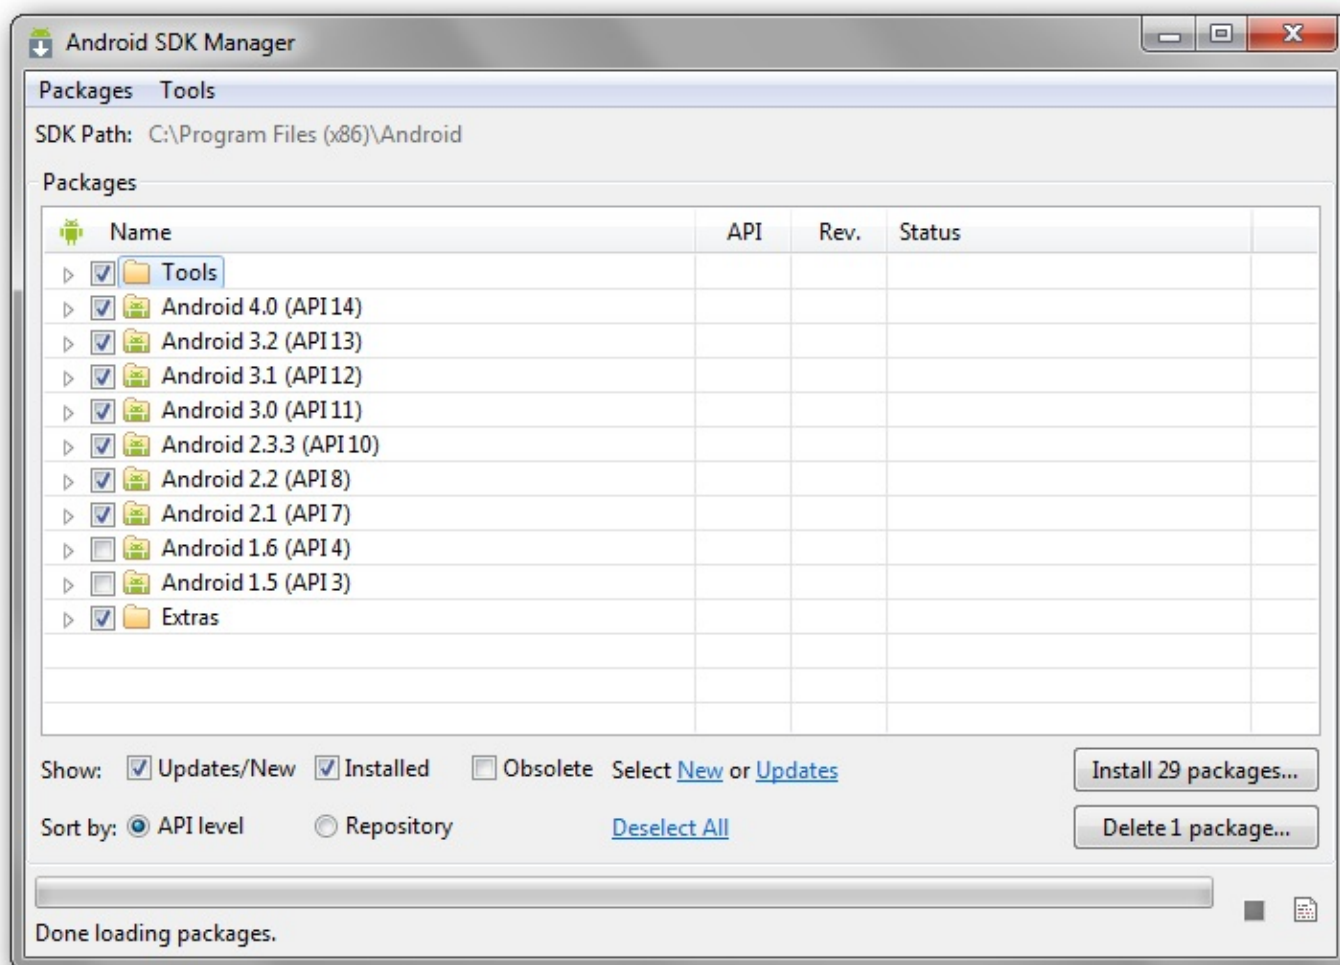 Android SDK Manager
Packages Tools
SDK Path: C:\Program Files (x86)\Android
Packages
Name API Rev. Status
Tools
Android 4.0 (API 14)
Android 3.2 (API 13)
Android 3.1 (API 12)
Android 3.0 (API 11)
Android 2.3.3 (API 10)
Android 2.2 (API 8)
Android 2.1 (API 7)
Android 1.6 (API 4)
Android 1.5 (API 3)
Extras
Show: Updates/New Installed Obsolete Select New or Updates Install 29 packages...
Sort by: API level Repository Deselect All Delete 1 package...
Done loading packages.